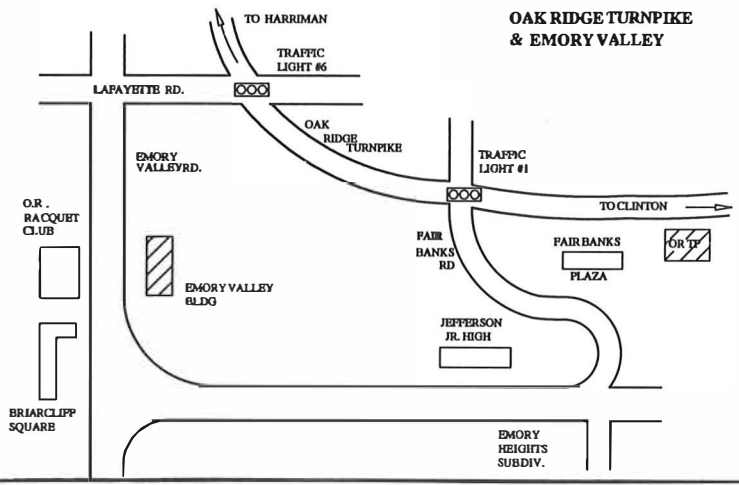 OAK RIDGE TURNPIKE
& EMORY VALLEY
TO HARRIMAN
TRAFFIC
LIGHT #6
LAFAYETTE RD.
OAK
RIDGE
TURNPIKE
EMORY
VALLEY RD.
TRAFFIC
LIGHT #1
O.R.
RACQUET
CLUB
TO CLINTON
FAIR
BANKS
RD
FAIR BANKS
PLAZA
OR TP
EMORY VALLEY
BLDG
JEFFERSON
JR. HIGH
BRIARCLIFF
SQUARE
EMORY
HEIGHTS
SUBDIV.